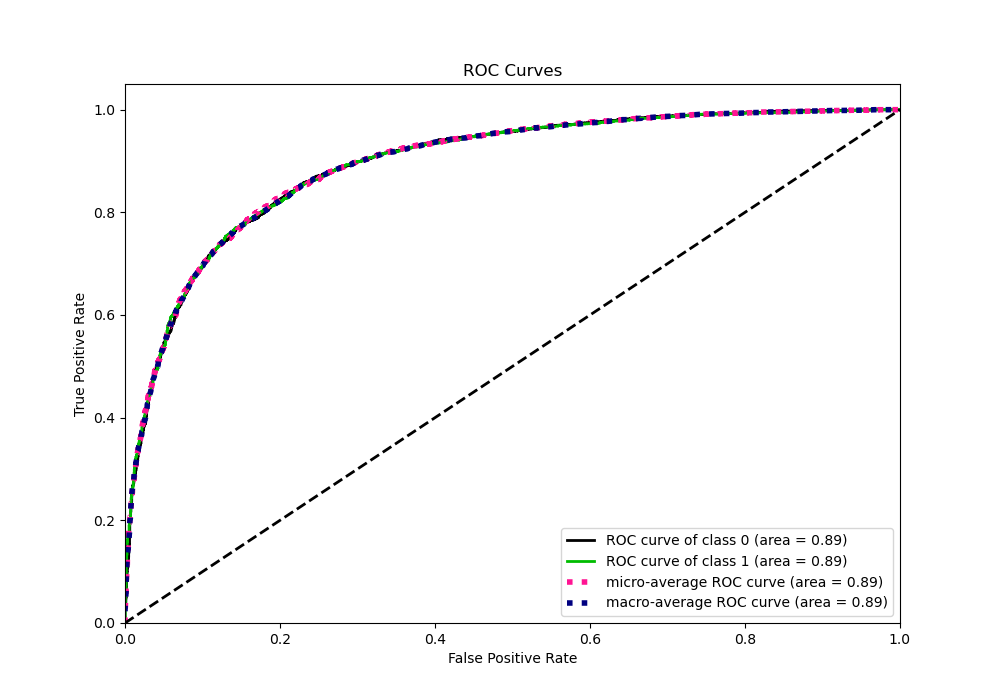 ROC Curves
1.0
0.8
0.6
0.4
0.2
0.0
True Positive Rate
0.0 0.2 0.4 0.6 0.8 1.0
False Positive Rate
ROC curve of class 0 (area = 0.89)
ROC curve of class 1 (area = 0.89)
micro-average ROC curve (area = 0.89)
macro-average ROC curve (area = 0.89)